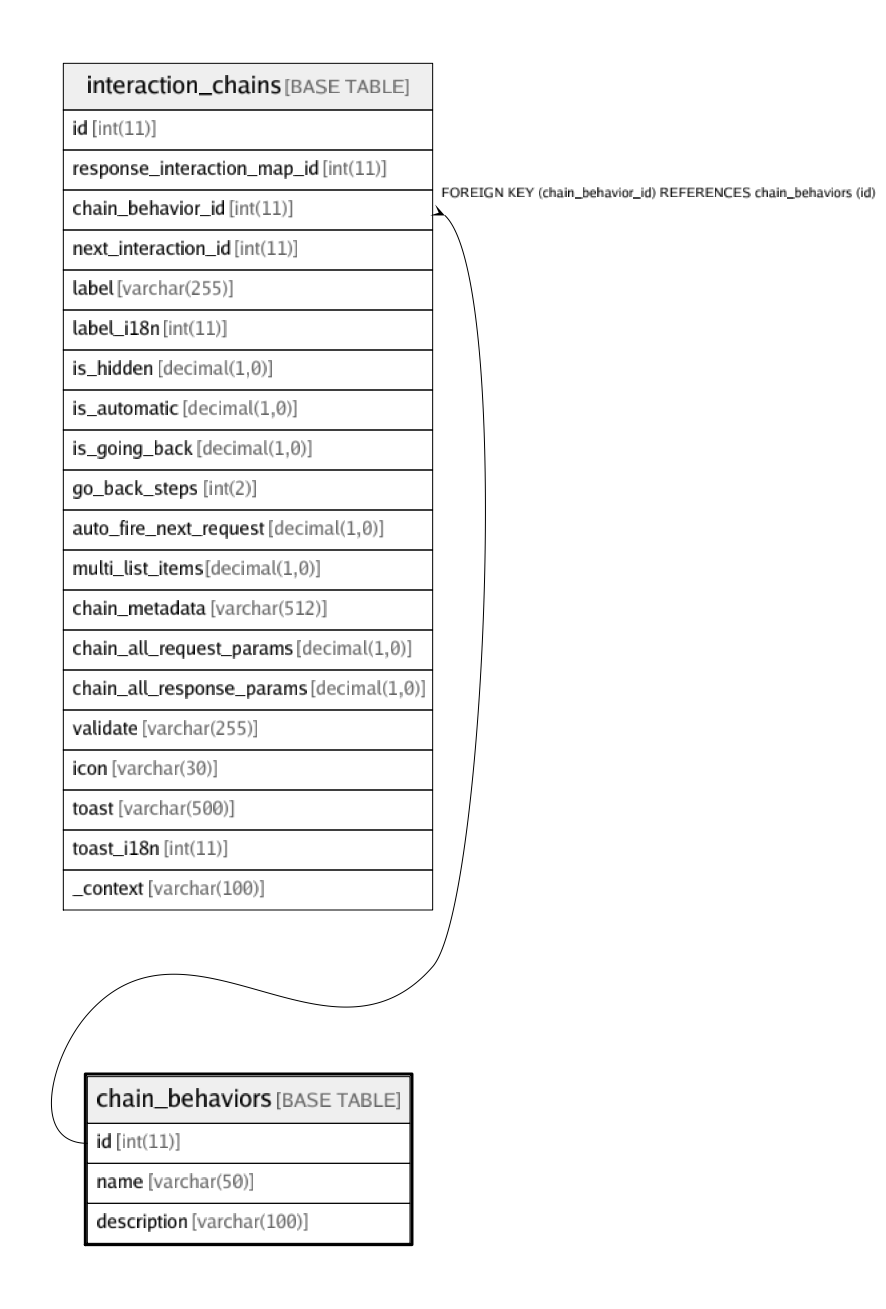 interaction_chains [BASE TABLE]
id [int(11)]
response_interaction_map_id [int(11)]
FOREIGN KEY (chain_behavior_id) REFERENCES chain_behaviors (id)
chain_behavior_id [int(11)]
next_interaction_id [int(11)]
label [varchar(255)]
label_i18n [int(11)]
is_hidden [decimal(1,0)]
is_automatic [decimal(1,0)]
is_going_back [decimal(1,0)]
go_back_steps [int(2)]
auto_fire_next_request [decimal(1,0)]
multi_list_items [decimal(1,0)]
chain_metadata [varchar(512)]
chain_all_request_params [decimal(1,0)]
chain_all_response_params [decimal(1,0)]
validate [varchar(255)]
icon [varchar(30)]
toast [varchar(500)]
toast_i18n [int(11)]
_context [varchar(100)]
chain_behaviors [BASE TABLE]
id [int(11)]
name [varchar(50)]
description [varchar(100)]